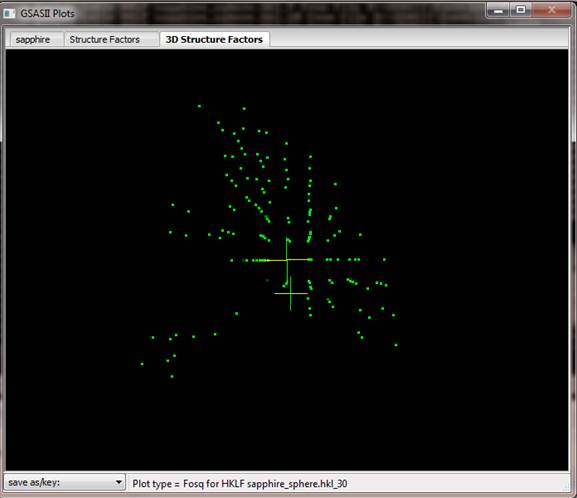 GSASII Plots
sapphire Structure Factors 3D Structure Factors
save as/key: Plot type = Fosq for HKLF sapphire_sphere.hkl_30